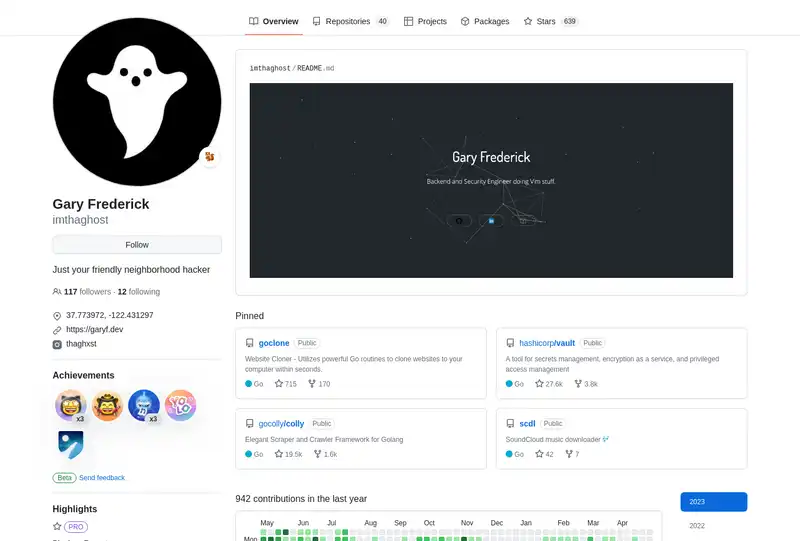 Overview
Repositories 40
Projects
Packages
Stars 639
imthaghost/README.md
Gary Frederick
Backend and Security Engineer doing Vim stuff.
Gary Frederick
imthaghost
Follow
Just your friendly neighborhood hacker
117 followers · 12 following
37.773972, -122.431297
https://garyf.dev
thaghxst
Achievements
x3
x3
YOLO
Beta Send feedback
Highlights
PRO
Pinned
goclone Public
Website Cloner - Utilizes powerful Go routines to clone websites to your
computer within seconds.
Go 715 170
hashicorp/vault Public
A tool for secrets management, encryption as a service, and privileged
access management
Go 27.6k 3.8k
gocolly/colly Public
Elegant Scraper and Crawler Framework for Golang
Go 19.5k 1.6k
scdl Public
SoundCloud music downloader
Go 42 7
942 contributions in the last year
2023
2022
May Jun Jul Aug Sep Oct Nov Dec Jan Feb Mar Apr
Mon